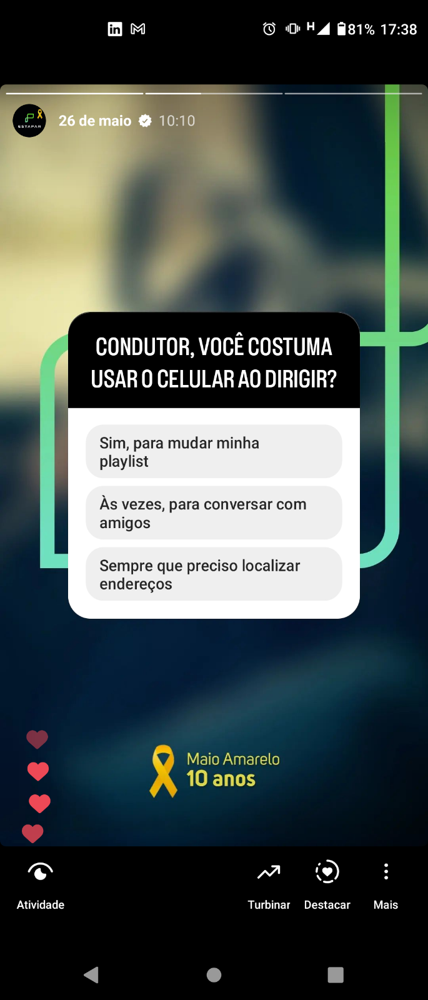 81% 17:38
ESTAPAR
26 de maio 10:10
CONDUTOR, VOCÊ COSTUMA
USAR O CELULAR AO DIRIGIR?
Sim, para mudar minha
playlist
Às vezes, para conversar com
amigos
Sempre que preciso localizar
endereços
Maio Amarelo
10 anos
Atividade
Turbinar
Destacar
Mais